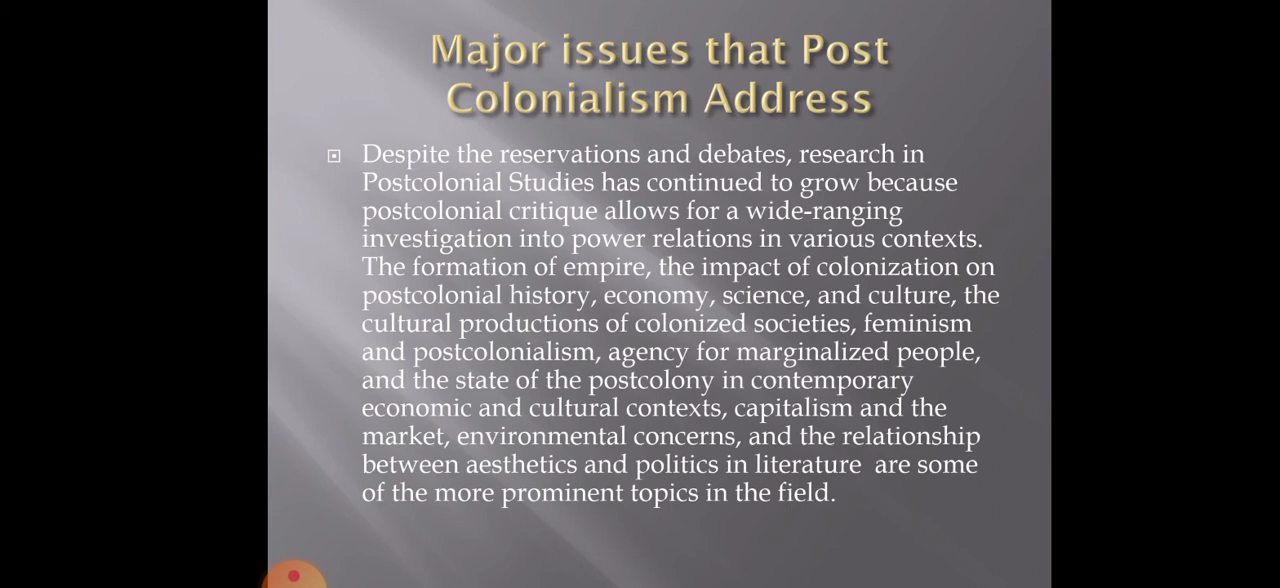 Major issues that Post
Colonialism Address
Despite the reservations and debates, research in
Postcolonial Studies has continued to grow because
postcolonial critique allows for a wide-ranging
investigation into power relations in various contexts.
The formation of empire, the impact of colonization on
postcolonial history, economy, science, and culture, the
cultural productions of colonized societies, feminism
and postcolonialism, agency for marginalized people,
and the state of the postcolony in contemporary
economic and cultural contexts, capitalism and the
market, environmental concerns, and the relationship
between aesthetics and politics in literature  are some
of the more prominent topics in the field.